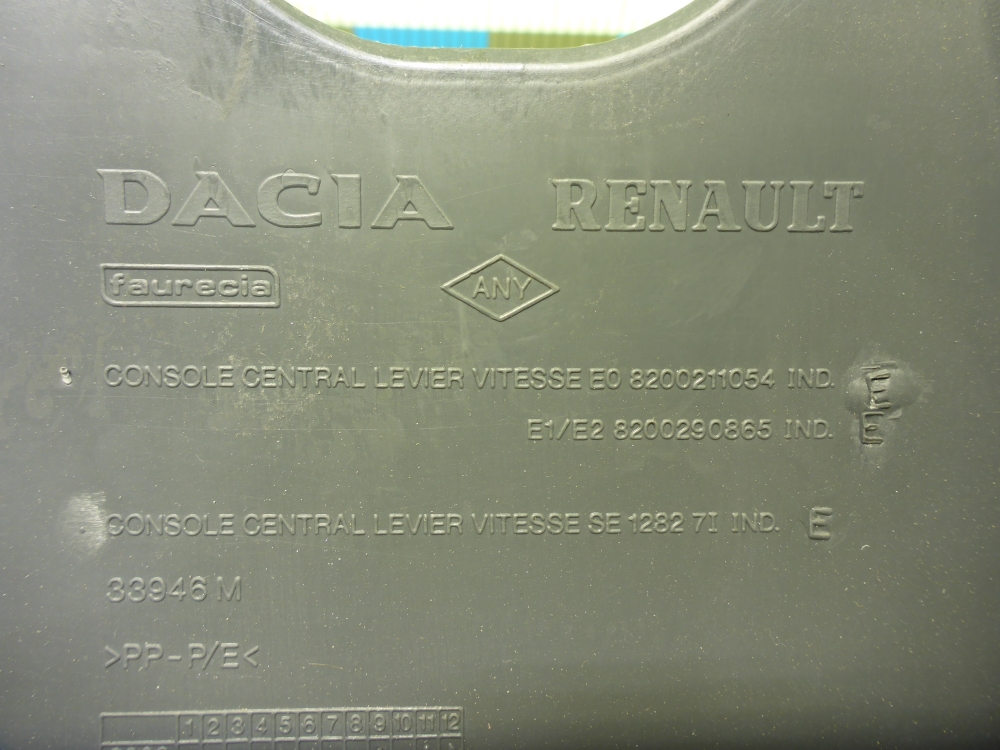 DACIA RENAULT
faurecia ANY
CONSOLE CENTRAL LEVIER VITESSE E0 8200211054 IND. E
E1/E2 8200290865 IND. E
CONSOLE CENTRAL LEVIER VITESSE SE 1282 7I IND. E
33946 M
>PP-P/E<
1 2 3 4 5 6 7 8 9 10 11 12